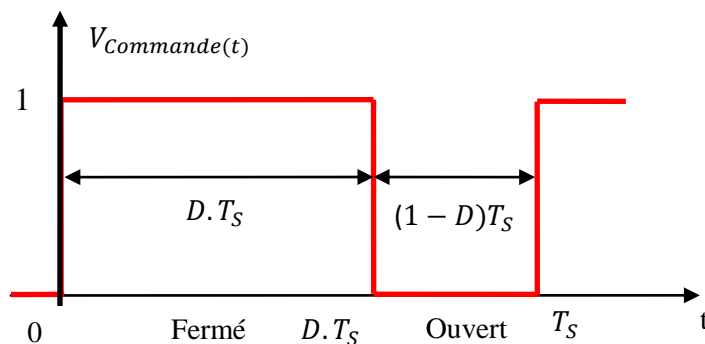 V_{Commande(t)}
1
D.T_S
(1 − D)T_S
0 Fermé D.T_S Ouvert T_S t